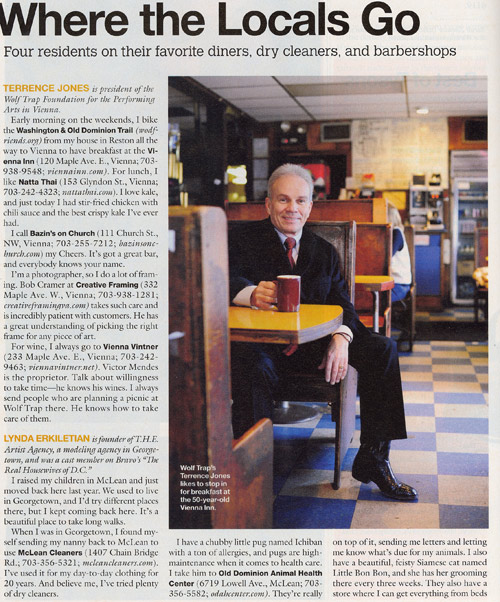 Where the Locals Go
Four residents on their favorite diners, dry cleaners, and barbershops
TERRENCE JONES is president of the
Wolf Trap Foundation for the Performing
Arts in Vienna.
Early morning on the weekends, I bike
the Washington & Old Dominion Trail (wodf-
riends.org) from my house in Reston all the
way to Vienna to have breakfast at the Vi-
enna Inn (120 Maple Ave. E., Vienna; 703-
938-9548; viennainn.com). For lunch, I
like Natta Thai (153 Glyndon St., Vienna;
703-242-4323; nattathai.com). I love kale,
and just today I had stir-fried chicken with
chili sauce and the best crispy kale I've ever
had.
I call Bazin's on Church (111 Church St.,
NW, Vienna; 703-255-7212; bazinsonc-
hurch.com) my Cheers. It's got a great bar,
and everybody knows your name.
I'm a photographer, so I do a lot of fram-
ing. Bob Cramer at Creative Framing (332
Maple Ave. W., Vienna; 703-938-1281;
creativeframingva.com) takes such care and
is incredibly patient with customers. He has
a great understanding of picking the right
frame for any piece of art.
For wine, I always go to Vienna Vintner
(233 Maple Ave. E., Vienna; 703-242-
9463; viennavintner.net). Victor Mendes
is the proprietor. Talk about willingness
to take time—he knows his wines. I always
send people who are planning a picnic at
Wolf Trap there. He knows how to take
care of them.
LYNDA ERKILETIAN is founder of T.H.E.
Artist Agency, a modeling agency in George-
town, and was a cast member on Bravo's "The
Real Housewives of D.C."
I raised my children in McLean and just
moved back here last year. We used to live
in Georgetown, and I'd try different places
there, but I kept coming back here. It's a
beautiful place to take long walks.
When I was in Georgetown, I found my-
self sending my nanny back to McLean to
use McLean Cleaners (1407 Chain Bridge
Rd.; 703-356-5321; mcleancleaners.com).
I've used it for my day-to-day clothing for
20 years. And believe me, I've tried plenty
of dry cleaners.
Wolf Trap's
Terrence Jones
likes to stop in
for breakfast at
the 50-year-old
Vienna Inn.
I have a chubby little pug named Ichiban
with a ton of allergies, and pugs are high-
maintenance when it comes to health care.
I take him to Old Dominion Animal Health
Center (6719 Lowell Ave., McLean; 703-
356-5582; odahcenter.com). They're really
on top of it, sending me letters and letting
me know what's due for my animals. I also
have a beautiful, feisty Siamese cat named
Little Bon Bon, and she has her grooming
there every three weeks. They also have a
store where I can get everything from beds